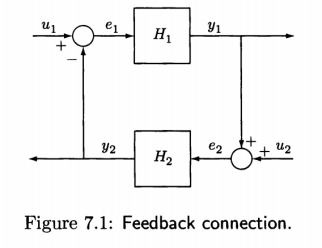 u₁ + − e₁ H₁ y₁
y₂ H₂ e₂ + + u₂
Figure 7.1: Feedback connection.